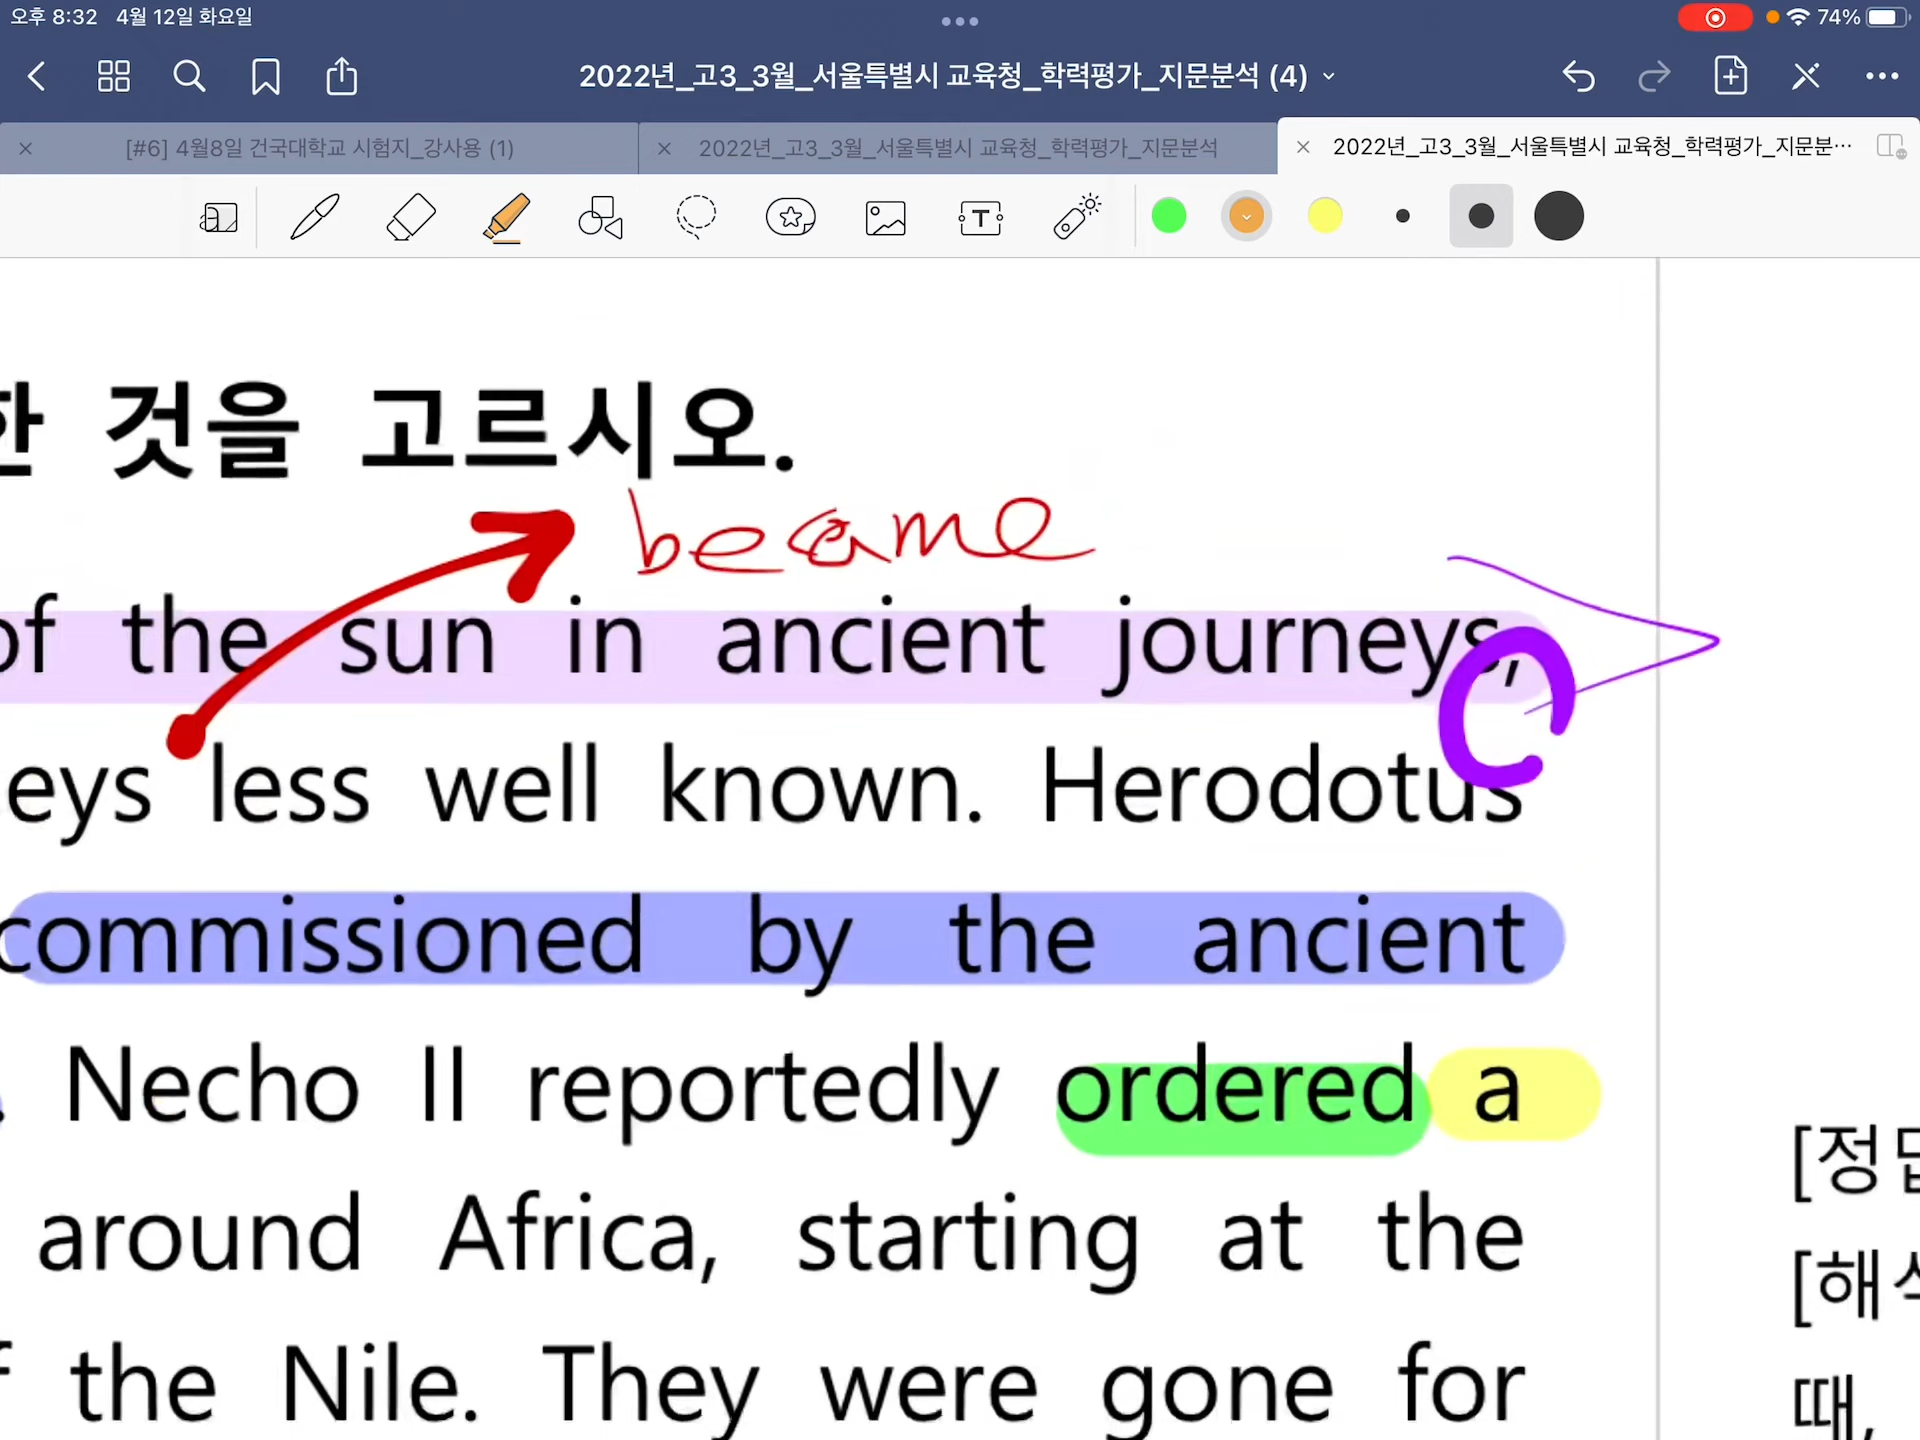 오후 8:32 4월 12일 화요일
74%
2022년_고3_3월_서울특별시 교육청_학력평가_지문분석 (4)
[#6] 4월8일 건국대학교 시험지_강사용 (1)
2022년_고3_3월_서울특별시 교육청_학력평가_지문분석
2022년_고3_3월_서울특별시 교육청_학력평가_지문분…
한 것을 고르시오.
became
of the sun in ancient journeys,
eys less well known. Herodotus
commissioned by the ancient
. Necho II reportedly ordered a
around Africa, starting at the
the Nile. They were gone for
[정답
[해석
때,